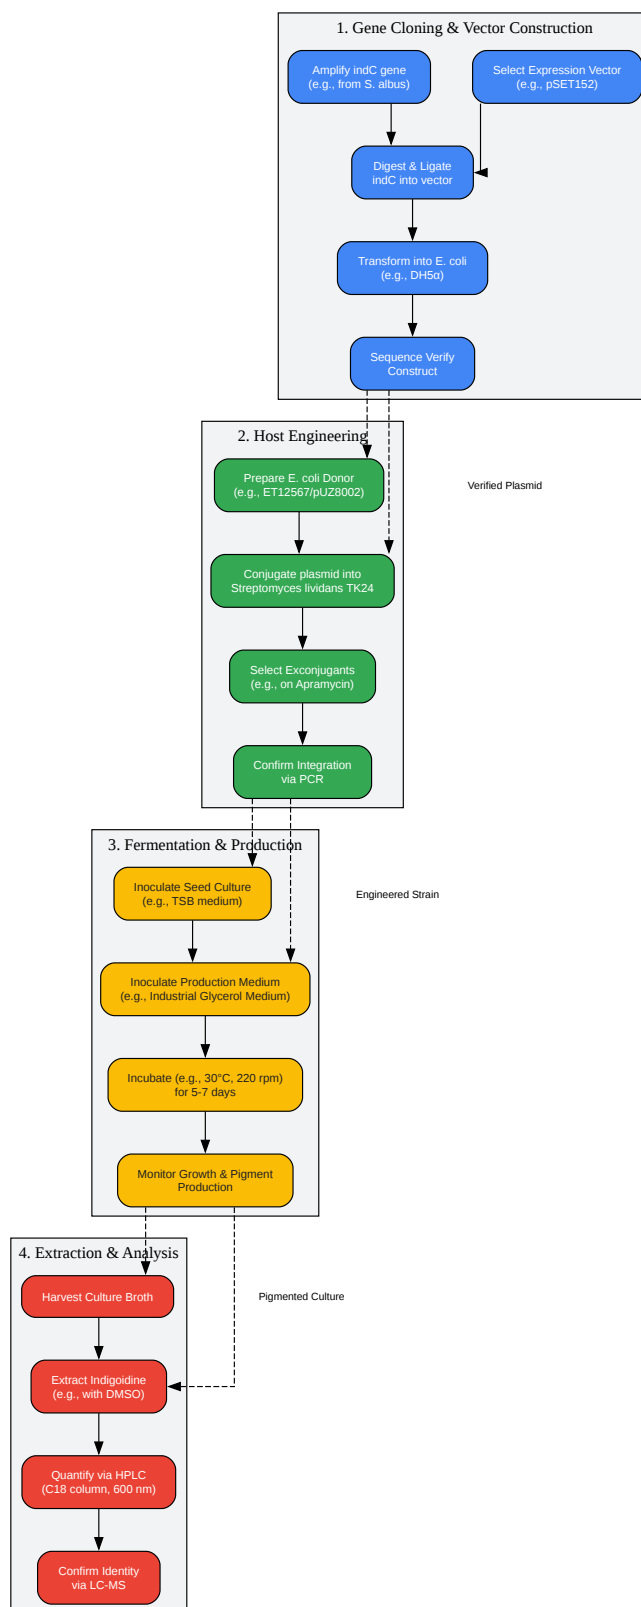 1. Gene Cloning & Vector Construction
Amplify indC gene
(e.g., from S. albus)
Select Expression Vector
(e.g., pSET152)
Digest & Ligate
indC into vector
Transform into E. coli
(e.g., DH5α)
Sequence Verify
Construct
2. Host Engineering
Prepare E. coli Donor
(e.g., ET12567/pUZ8002)
Verified Plasmid
Conjugate plasmid into
Streptomyces lividans TK24
Select Exconjugants
(e.g., on Apramycin)
Confirm Integration
via PCR
3. Fermentation & Production
Inoculate Seed Culture
(e.g., TSB medium)
Engineered Strain
Inoculate Production Medium
(e.g., Industrial Glycerol Medium)
Incubate (e.g., 30°C, 220 rpm)
for 5-7 days
Monitor Growth & Pigment
Production
4. Extraction & Analysis
Harvest Culture Broth
Pigmented Culture
Extract Indigoidine
(e.g., with DMSO)
Quantify via HPLC
(C18 column, 600 nm)
Confirm Identity
via LC-MS